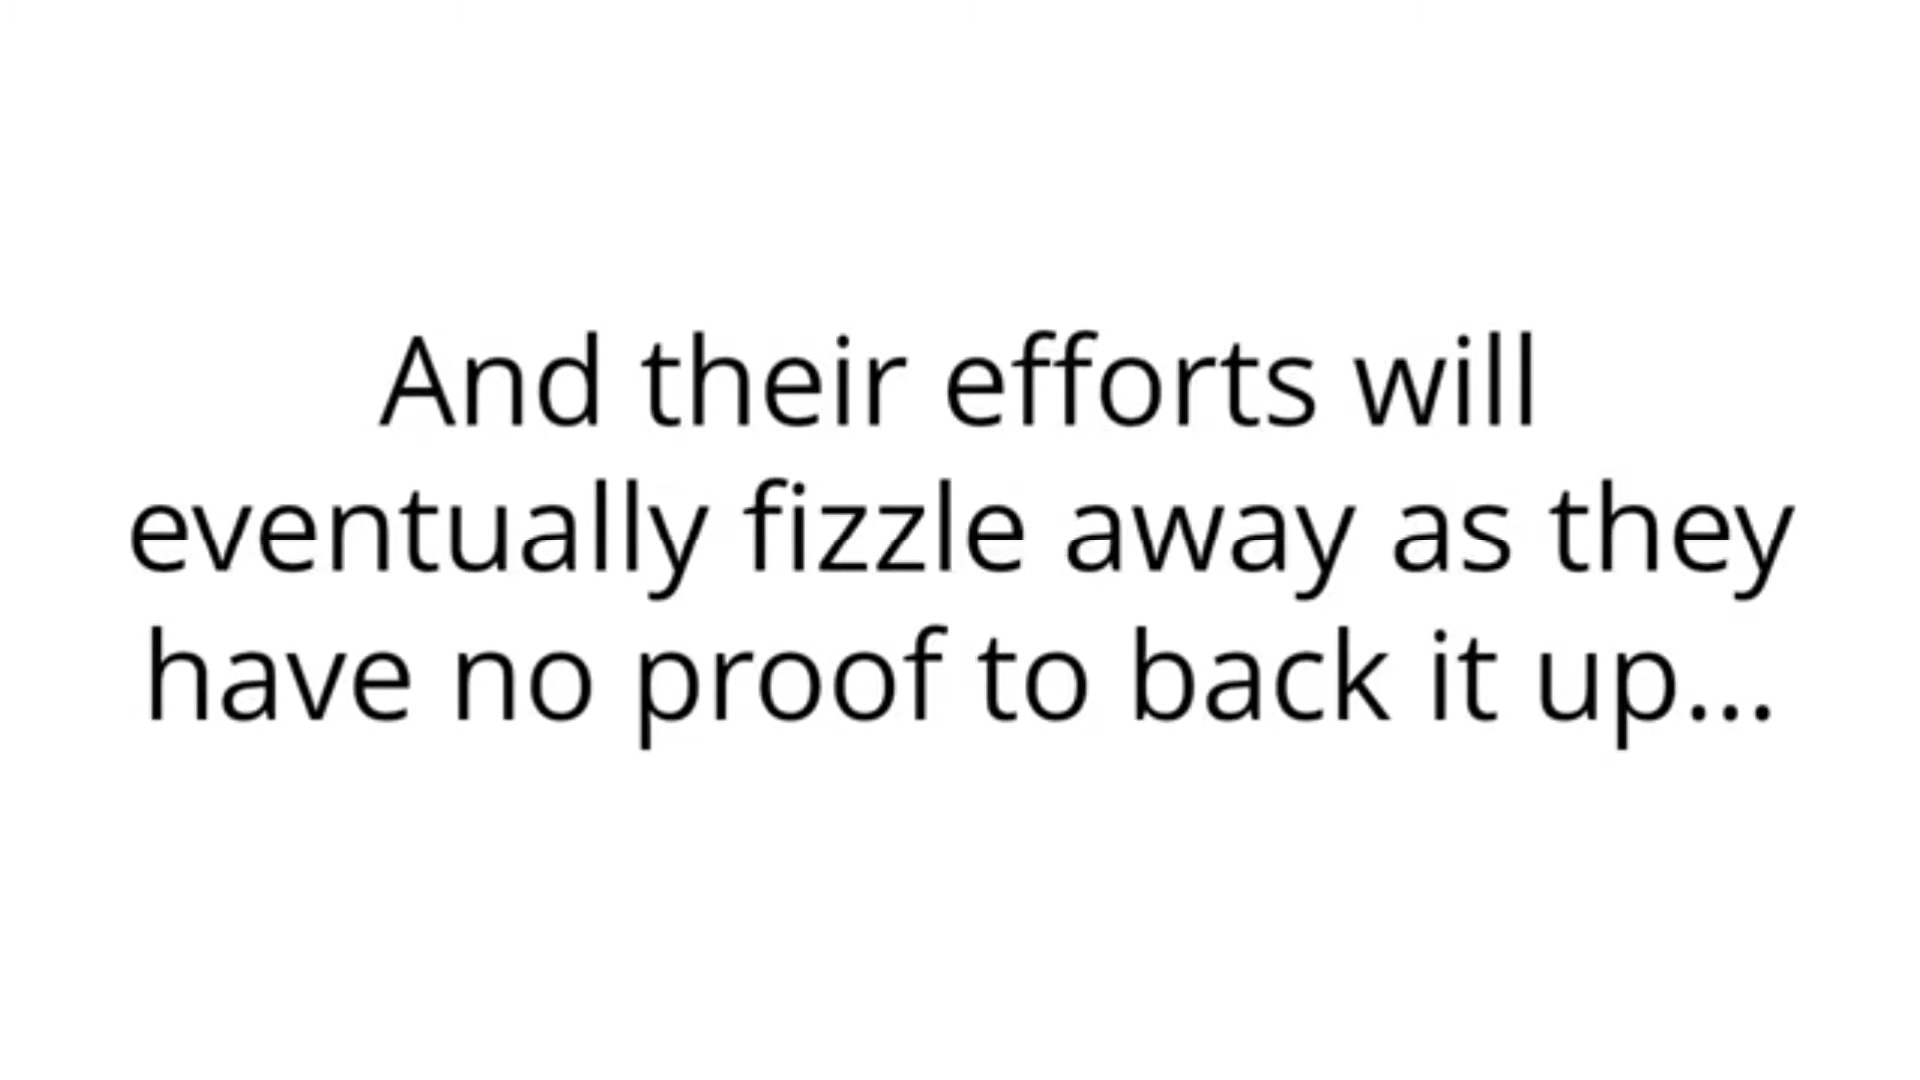 And their efforts will
eventually fizzle away as they
have no proof to back it up...